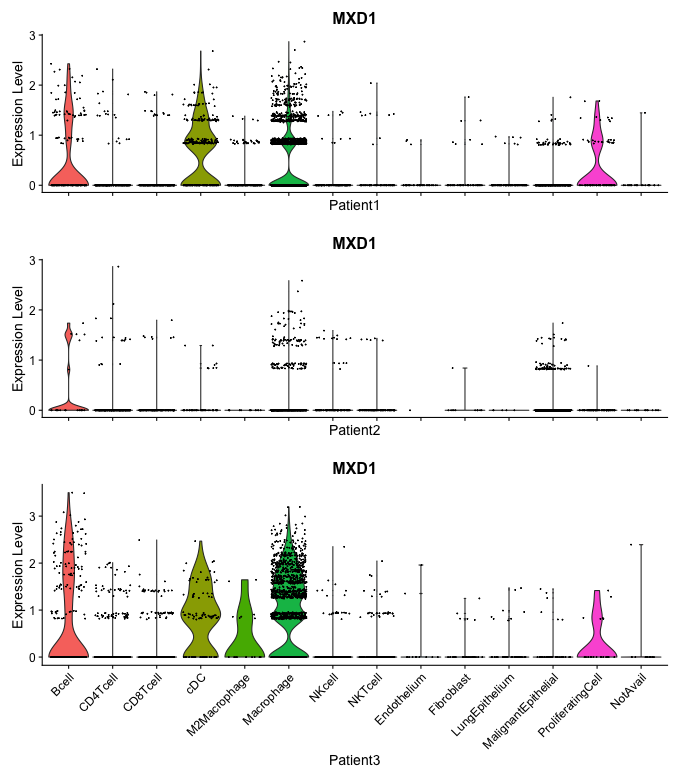 MXD1
Expression Level
3
2
1
0
Patient1
MXD1
Expression Level
3
2
1
0
Patient2
MXD1
Expression Level
3
2
1
0
Bcell
CD4Tcell
CD8Tcell
cDC
M2Macrophage
Macrophage
NKcell
NKTcell
Endothelium
Fibroblast
LungEpithelium
MalignantEpithelial
ProliferatingCell
NotAvail
Patient3